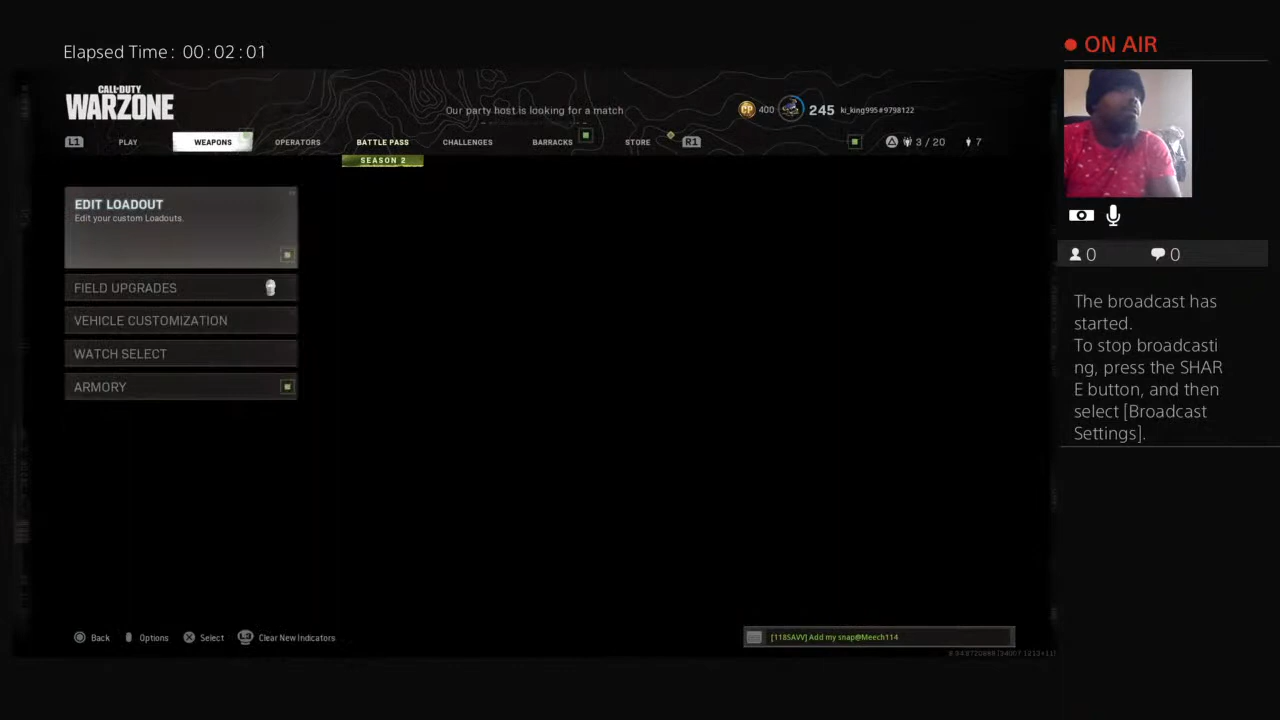 Elapsed Time: 00:02:01
ON AIR
CALL·DUTY
WARZONE
Our party host is looking for a match
CP 400 245 ki_king995#9798122
L1 PLAY WEAPONS OPERATORS BATTLE PASS CHALLENGES BARRACKS STORE R1 3 / 20 7
SEASON 2
EDIT LOADOUT
Edit your custom Loadouts.
FIELD UPGRADES
VEHICLE CUSTOMIZATION
WATCH SELECT
ARMORY
0 0
The broadcast has
started.
To stop broadcasti
ng, press the SHAR
E button, and then
select [Broadcast
Settings].
Back Options Select L3 Clear New Indicators
[118SAVV] Add my snap@Meech114